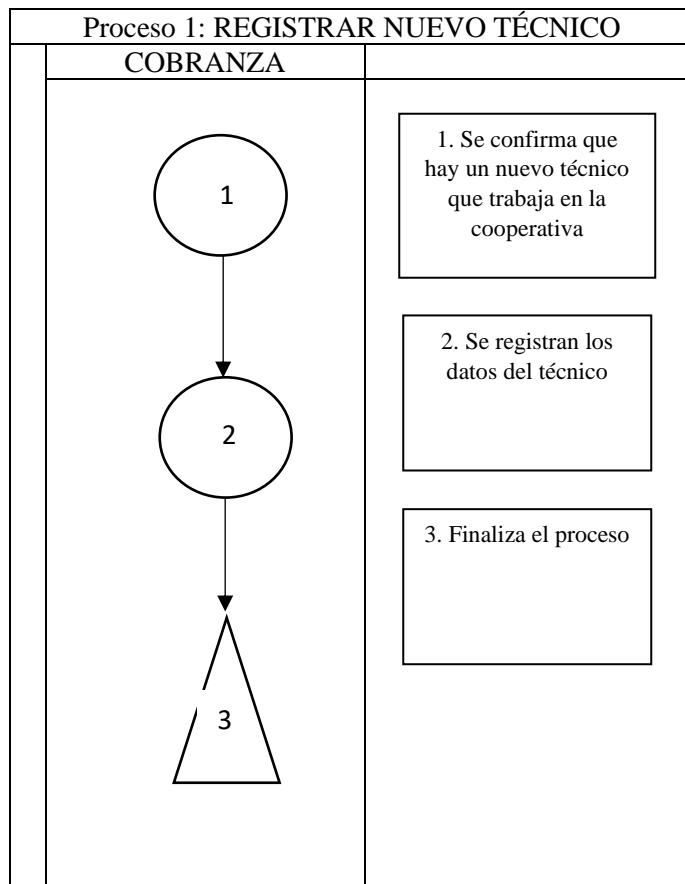 Proceso 1: REGISTRAR NUEVO TÉCNICO
COBRANZA
1
1. Se confirma que
hay un nuevo técnico
que trabaja en la
cooperativa
2
2. Se registran los
datos del técnico
3. Finaliza el proceso
3